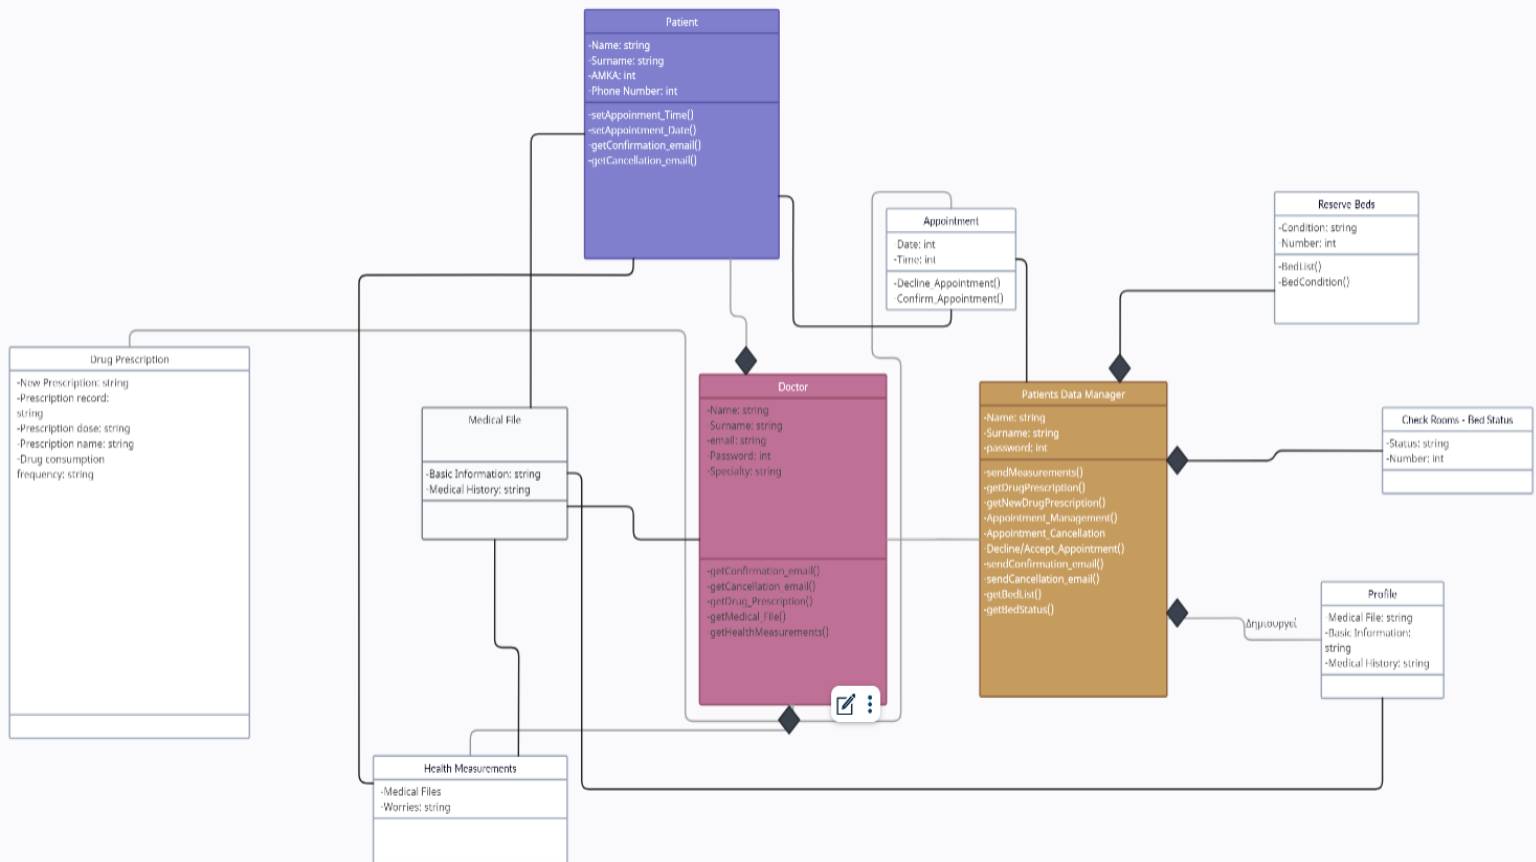 Patient
-Name: string
-Surname: string
-AMKA: int
-Phone Number: int
-setAppoinment_Time()
-setAppointment_Date()
-getConfirmation_email()
-getCancellation_email()
Appointment
-Date: int
-Time: int
-Decline_Appointment()
-Confirm_Appointment()
Reserve Beds
-Condition: string
-Number: int
-BedList()
-BedCondition()
Drug Prescription
-New Prescription: string
-Prescription record:
string
-Prescription dose: string
-Prescription name: string
-Drug consumption
frequency: string
Medical File
-Basic Information: string
-Medical History: string
Doctor
-Name: string
-Surname: string
-email: string
-Password: int
-Specialty: string
-getConfirmation_email()
-getCancellation_email()
-getDrug_Prescription()
-getMedical_File()
-getHealthMeasurements()
Patients Data Manager
-Name: string
-Surname: string
-password: int
-sendMeasurements()
-getDrugPrescription()
-getNewDrugPrescription()
-Appointment_Management()
-Appointment_Cancellation
-Decline/Accept_Appointment()
-sendConfirmation_email()
-sendCancellation_email()
-getBedList()
-getBedStatus()
Check Rooms - Bed Status
-Status: string
-Number: int
Δημιουργεί
Profile
-Medical File: string
-Basic Information:
string
-Medical History: string
Health Measurements
-Medical Files
-Worries: string